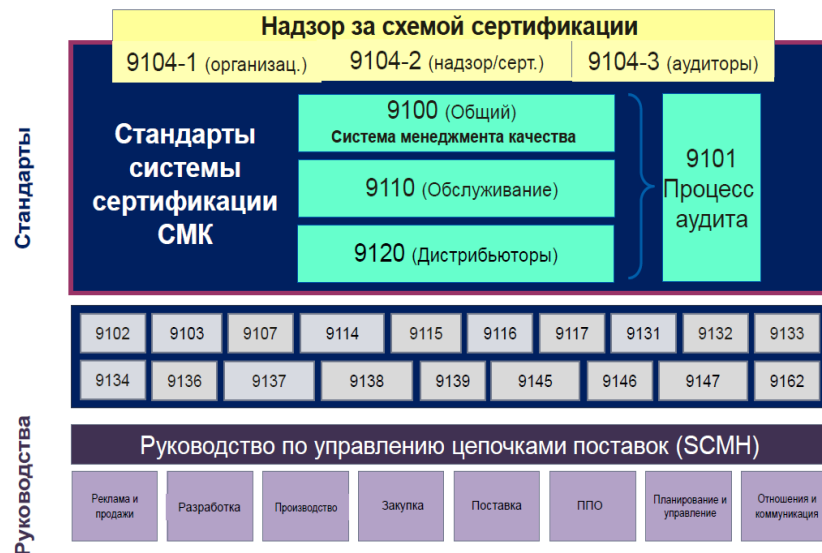 Надзор за схемой сертификации
9104-1 (организац.) 9104-2 (надзор/серт.) 9104-3 (аудиторы)
Стандарты
Стандарты
системы
сертификации
СМК
9100 (Общий)
Система менеджмента качества
9110 (Обслуживание)
9120 (Дистрибьюторы)
9101
Процесс
аудита
9102 9103 9107 9114 9115 9116 9117 9131 9132 9133
9134 9136 9137 9138 9139 9145 9146 9147 9162
Руководства
Руководство по управлению цепочками поставок (SCMH)
Реклама и
продажи
Разработка
Производство
Закупка
Поставка
ППО
Планирование и
управление
Отношения и
коммуникация